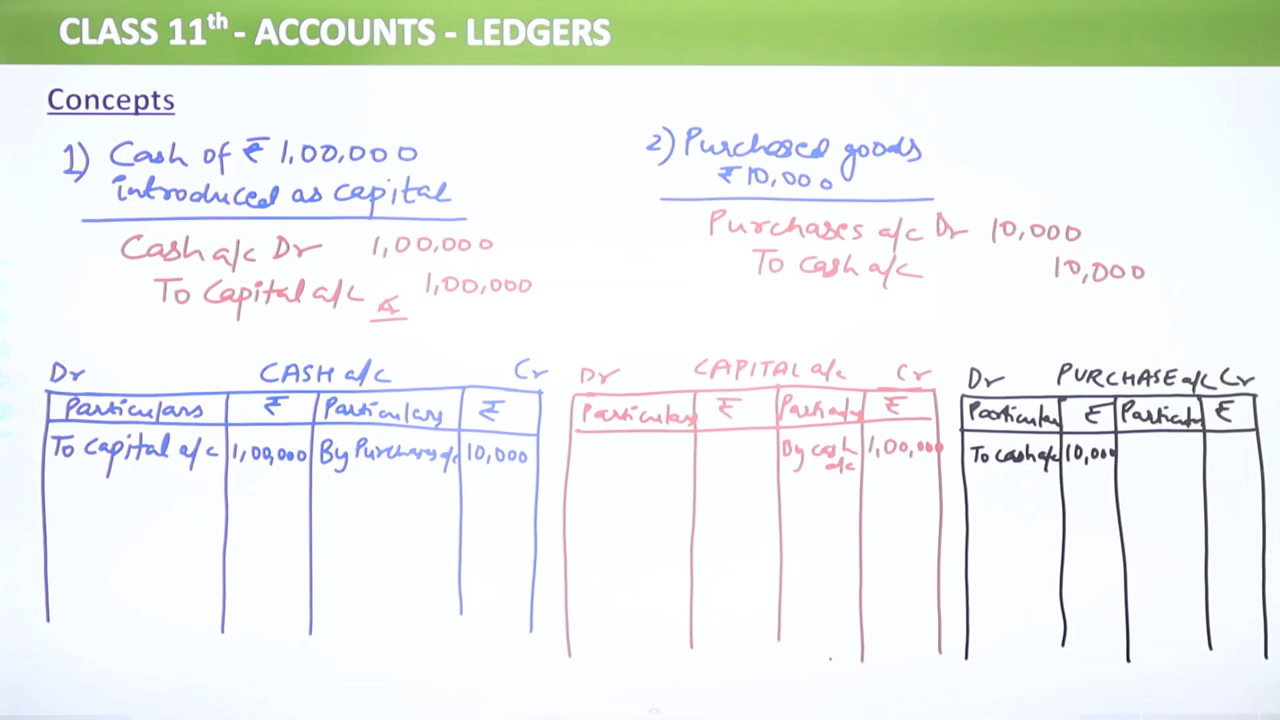 CLASS 11th - ACCOUNTS - LEDGERS
Concepts
1) Cash of ₹ 1,00,000
introduced as capital
Cash a/c Dr 1,00,000
To Capital a/c 1,00,000
2) Purchased goods
₹ 10,000
Purchases a/c Dr 10,000
To Cash a/c 10,000
Dr CASH a/c Cr
Particulars ₹ Particulars ₹
To Capital a/c 1,00,000 By Purchases a/c 10,000
Dr CAPITAL a/c Cr
Particulars ₹ Particulars ₹
By cash a/c 1,00,000
Dr PURCHASE a/c Cr
Particulars ₹ Particulars ₹
To cash a/c 10,000